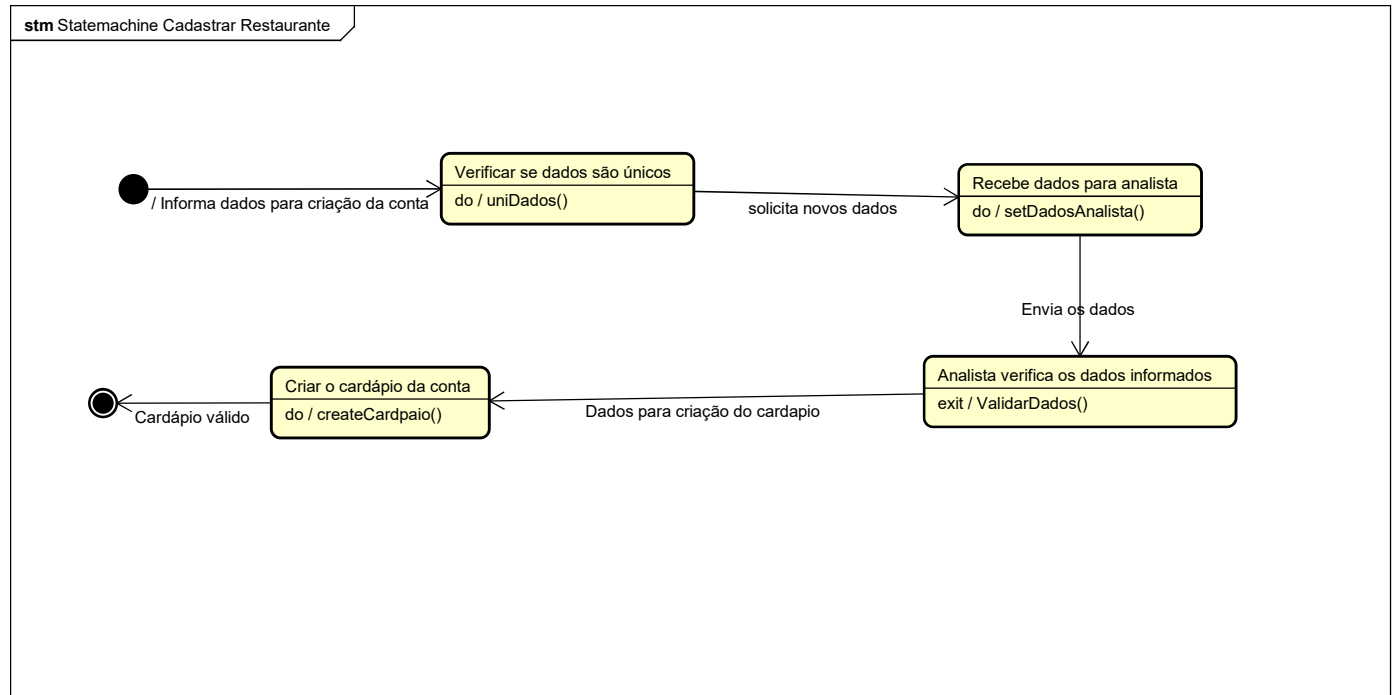 stm Statemachine Cadastrar Restaurante
/ Informa dados para criação da conta
Verificar se dados são únicos
do / uniDados()
solicita novos dados
Recebe dados para analista
do / setDadosAnalista()
Envia os dados
Analista verifica os dados informados
exit / ValidarDados()
Dados para criação do cardapio
Criar o cardápio da conta
do / createCardpaio()
Cardápio válido